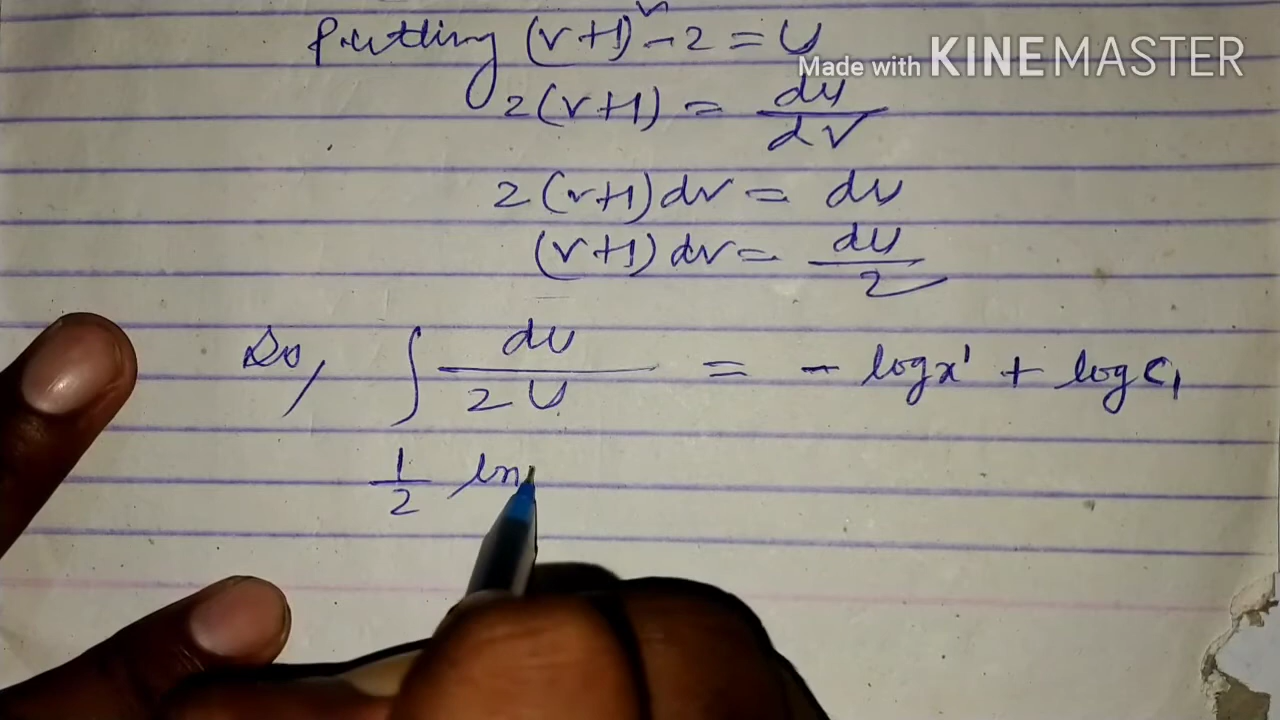 Putting (v+1)² - 2 = U
Made with KINEMASTER
2(v+1) = du/dv
2(v+1)dv = du
(v+1)dv = du/2
So, ∫ du/2U = - log x' + log c₁
1/2 ln